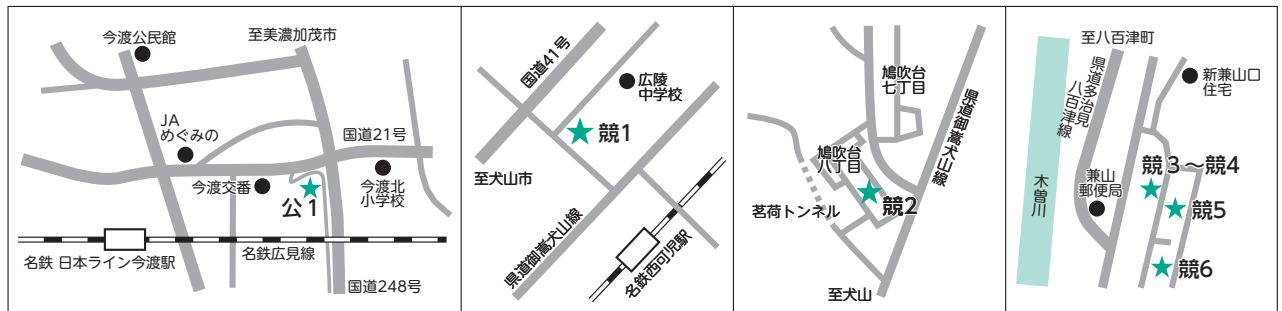 今渡公民館
至美濃加茂市
JA
めぐみの
国道21号
今渡交番
公1
今渡北
小学校
名鉄 日本ライン今渡駅
名鉄広見線
国道248号
国道41号
広陵
中学校
競1
至犬山市
県道御嵩犬山線
名鉄西可児駅
鳩吹台
七丁目
県道御嵩犬山線
鳩吹台
八丁目
競2
茗荷トンネル
至犬山
至八百津町
県道多治見
八百津線
新兼山口
住宅
競3~競4
兼山
郵便局
競5
木曽川
競6